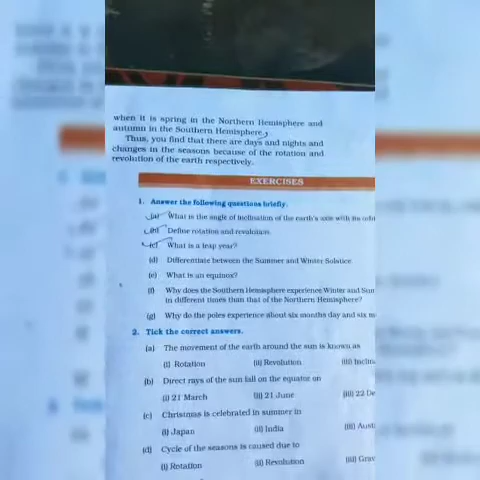 when it is spring in the Northern Hemisphere and
autumn in the Southern Hemisphere.
Thus, you find that there are days and nights and
changes in the seasons because of the rotation and
revolution of the earth respectively.
EXERCISES
1. Answer the following questions briefly.
(a) What is the angle of inclination of the earth's axis with its
(b) Define rotation and revolution.
(c) What is a leap year?
(d) Differentiate between the Summer and Winter Solstice
(e) What is an equinox?
(f) Why does the Southern Hemisphere experience Winter and
in different times than that of the Northern Hemisphere?
(g) Why do the poles experience about six months day and six
2. Tick the correct answers.
(a) The movement of the earth around the sun is known as
(i) Rotation (ii) Revolution (iii)
(b) Direct rays of the sun fall on the equator on
(i) 21 March (ii) 21 June (iii) 22 De
(c) Christmas is celebrated in summer in
(i) Japan (ii) India (iii) Aust
(d) Cycle of the seasons is caused due to
(i) Rotation (ii) Revolution (iii) Grav